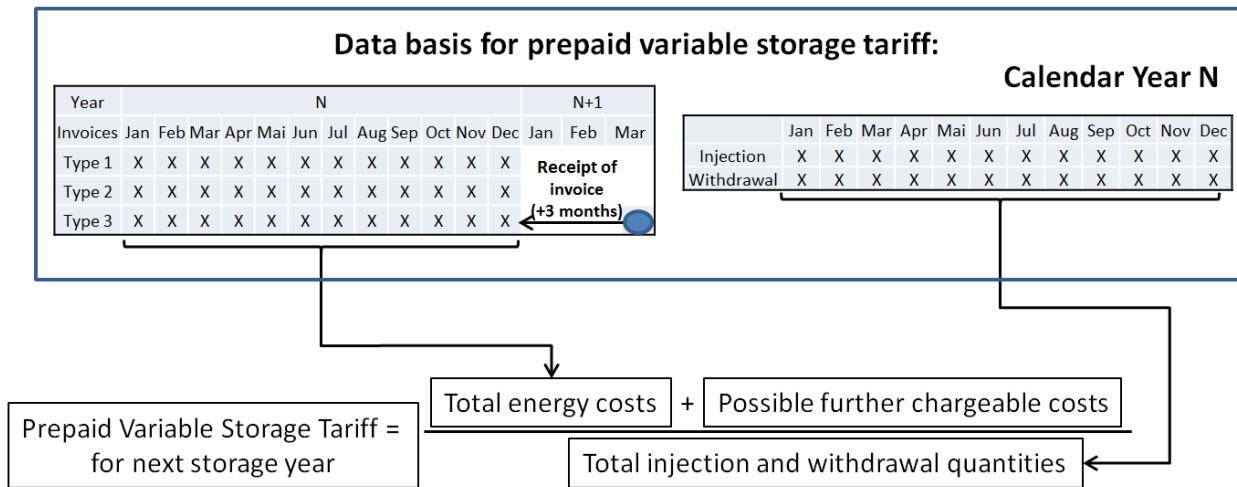 Data basis for prepaid variable storage tariff:
Calendar Year N
Year N N+1
Invoices Jan Feb Mar Apr Mai Jun Jul Aug Sep Oct Nov Dec Jan Feb Mar
Type 1 X X X X X X X X X X X X
Type 2 X X X X X X X X X X X X
Type 3 X X X X X X X X X X X X
Receipt of
invoice
(+3 months)
Jan Feb Mar Apr Mai Jun Jul Aug Sep Oct Nov Dec
Injection X X X X X X X X X X X X
Withdrawal X X X X X X X X X X X X
Prepaid Variable Storage Tariff =
for next storage year
Total energy costs + Possible further chargeable costs
Total injection and withdrawal quantities